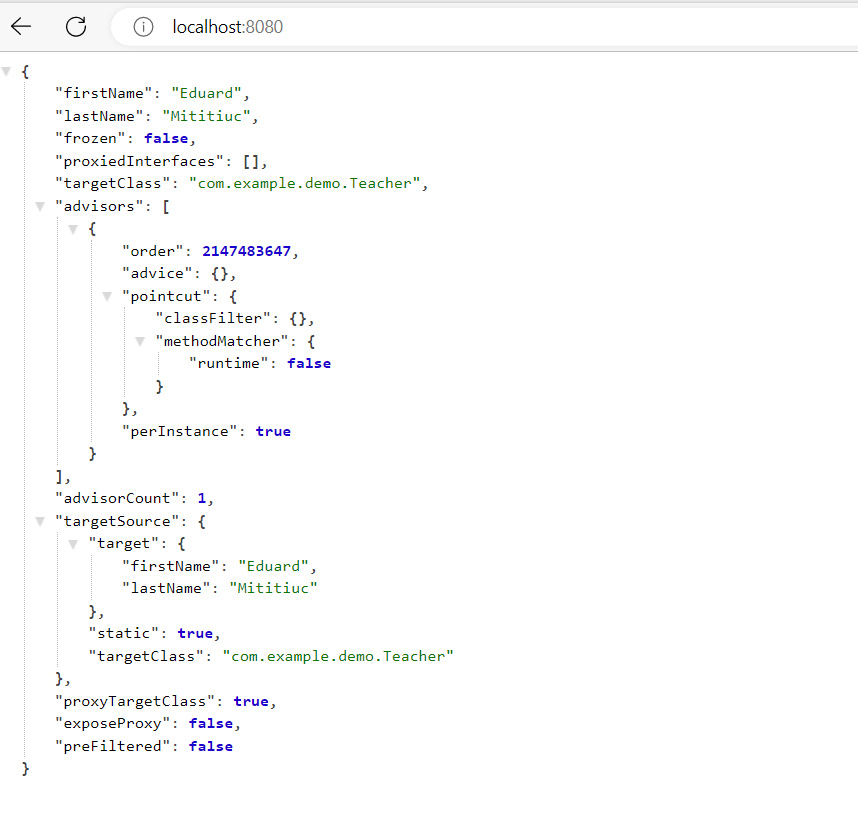 localhost:8080
{
"firstName": "Eduard",
"lastName": "Mititiuc",
"frozen": false,
"proxiedInterfaces": [],
"targetClass": "com.example.demo.Teacher",
"advisors": [
{
"order": 2147483647,
"advice": {},
"pointcut": {
"classFilter": {},
"methodMatcher": {
"runtime": false
}
},
"perInstance": true
}
],
"advisorCount": 1,
"targetSource": {
"target": {
"firstName": "Eduard",
"lastName": "Mititiuc"
},
"static": true,
"targetClass": "com.example.demo.Teacher"
},
"proxyTargetClass": true,
"exposeProxy": false,
"preFiltered": false
}